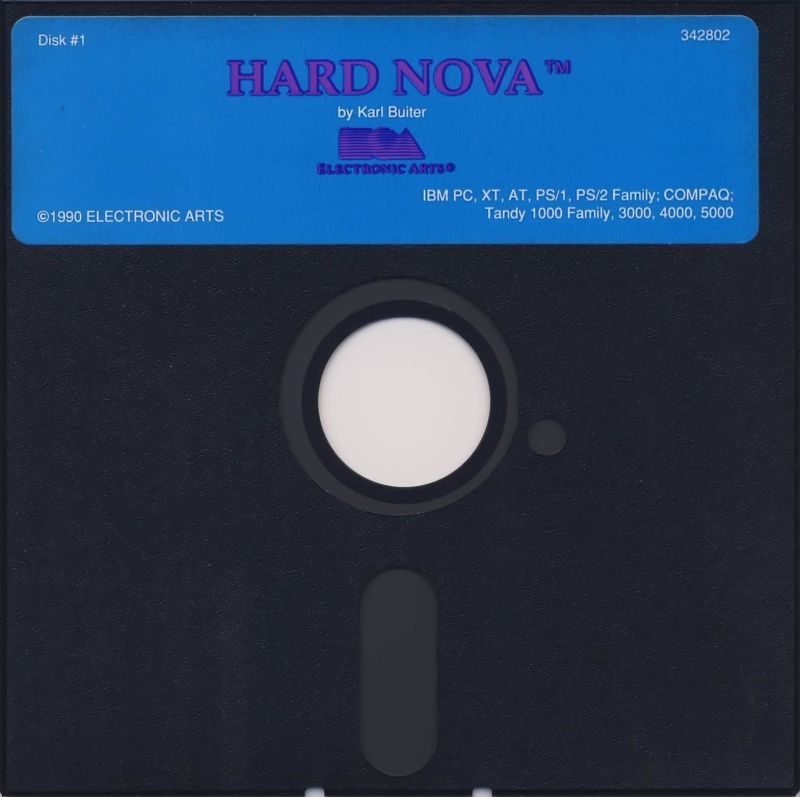 Disk #1
342802
HARD NOVA™
by Karl Buiter
ELECTRONIC ARTS®
IBM PC, XT, AT, PS/1, PS/2 Family; COMPAQ;
©1990 ELECTRONIC ARTS
Tandy 1000 Family, 3000, 4000, 5000